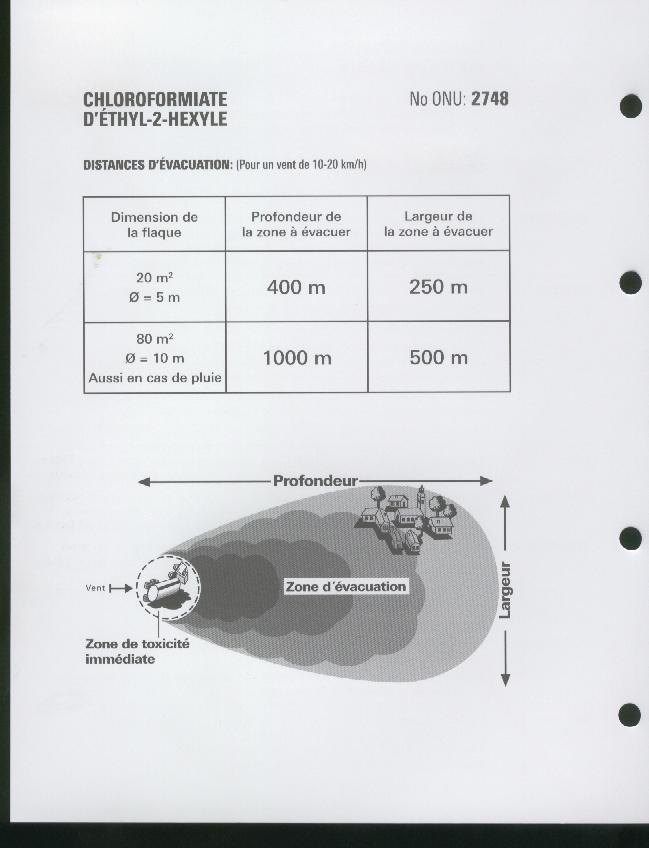 CHLOROFORMIATE
D'ÉTHYL-2-HEXYLE
No ONU: 2748
DISTANCES D'ÉVACUATION: (Pour un vent de 10-20 km/h)
Dimension de
la flaque
Profondeur de
la zone à évacuer
Largeur de
la zone à évacuer
20 m²
Ø = 5 m
400 m
250 m
80 m²
Ø = 10 m
Aussi en cas de pluie
1000 m
500 m
Profondeur
Zone d'évacuation
Largeur
Vent
Zone de toxicité
immédiate